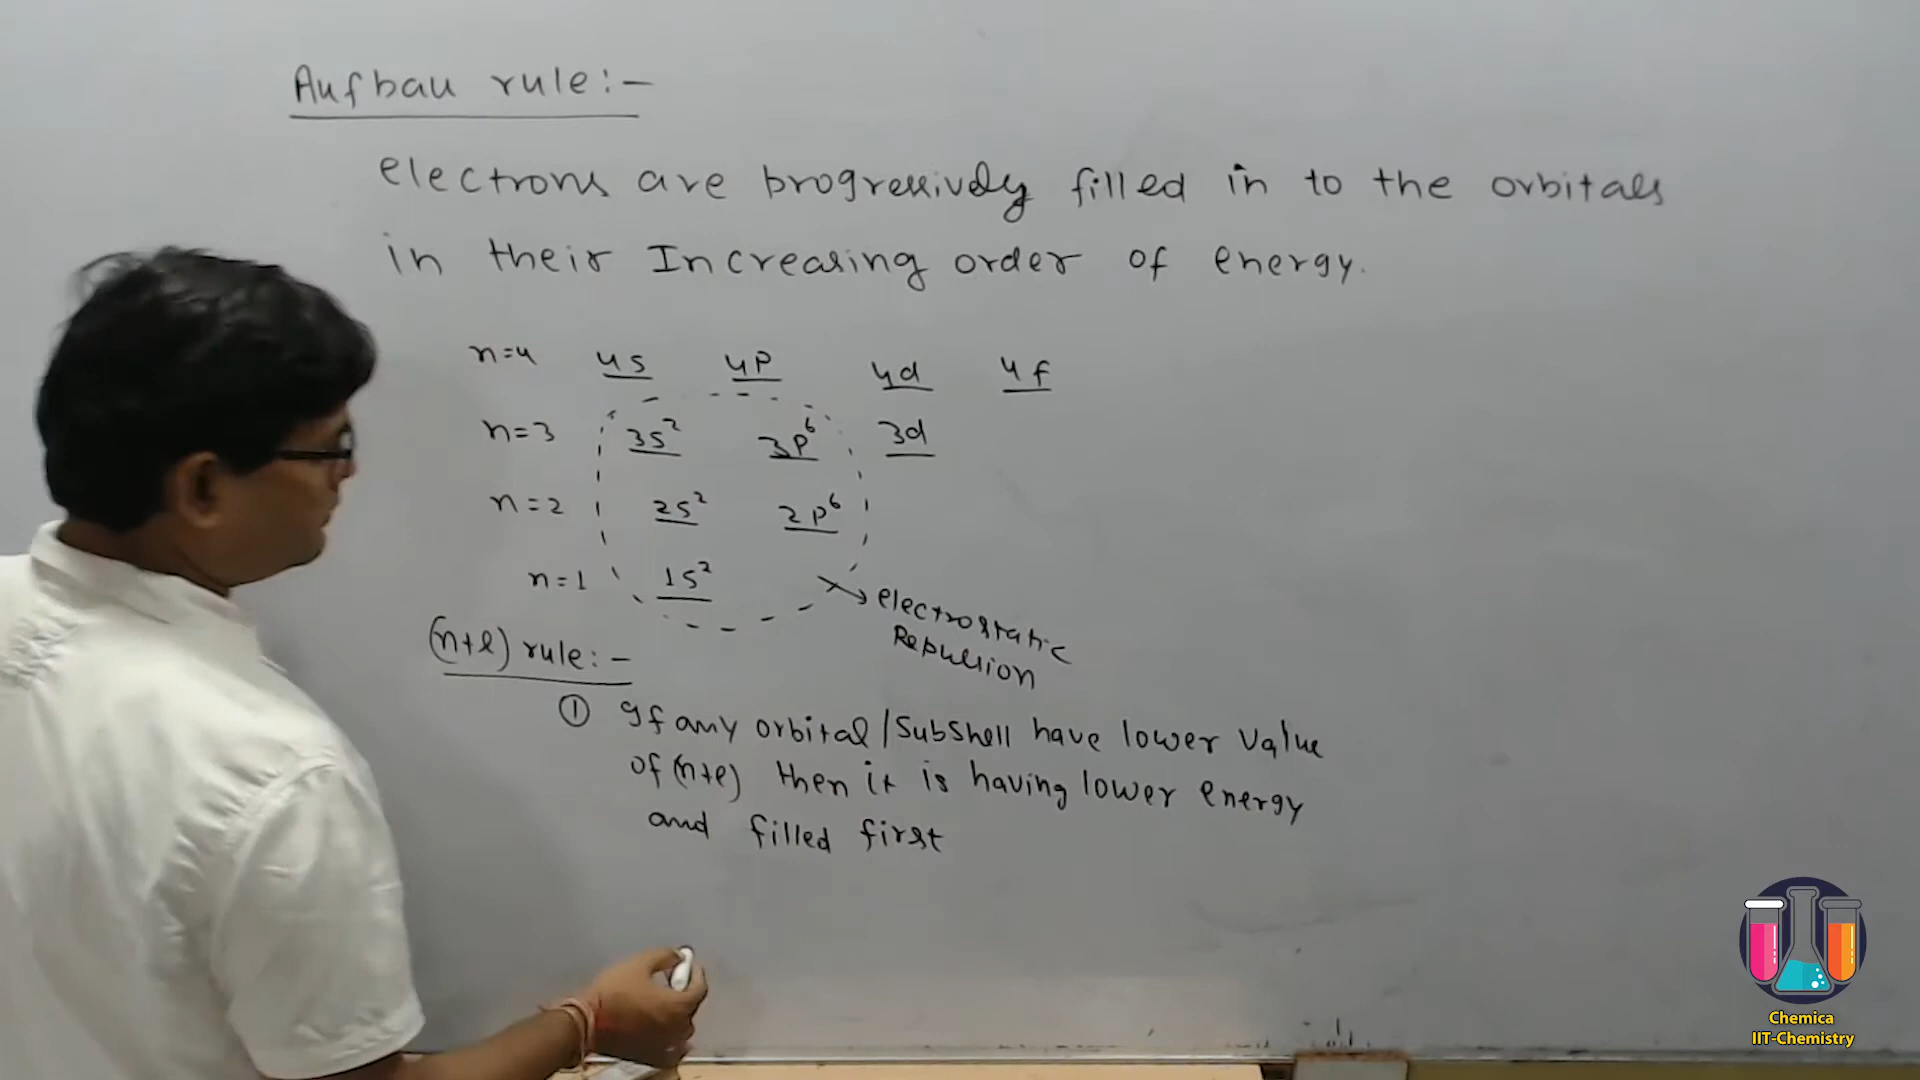 Aufbau rule:-
electrons are progressively filled in to the orbitals
in their Increasing order of energy.
n=4 4s 4p 4d 4f
n=3 3s² 3p⁶ 3d
n=2 2s² 2p⁶
n=1 1s²
electrostatic
Repulsion
(n+l) rule:-
① If any orbital/Subshell have lower value
of (n+l) then it is having lower energy
and filled first
Chemica
IIT-Chemistry